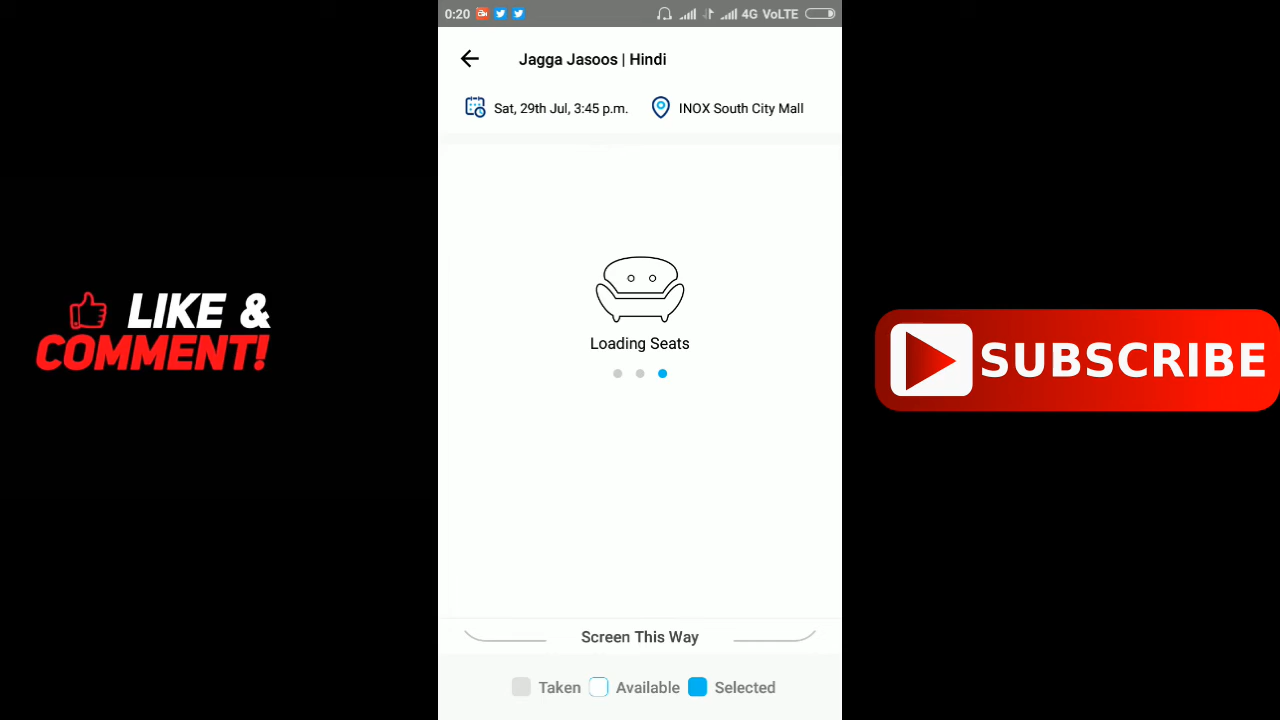 0:20
4G VoLTE
Jagga Jasoos | Hindi
Sat, 29th Jul, 3:45 p.m.
INOX South City Mall
LIKE &
COMMENT!
Loading Seats
SUBSCRIBE
Screen This Way
Taken
Available
Selected